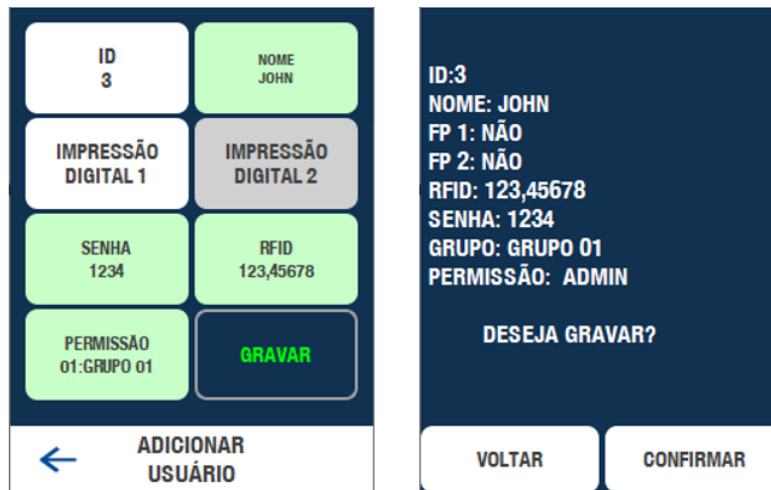 ID
3
NOME
JOHN
IMPRESSÃO
DIGITAL 1
IMPRESSÃO
DIGITAL 2
SENHA
1234
RFID
123,45678
PERMISSÃO
01:GRUPO 01
GRAVAR
ADICIONAR
USUÁRIO
ID:3
NOME: JOHN
FP 1: NÃO
FP 2: NÃO
RFID: 123,45678
SENHA: 1234
GRUPO: GRUPO 01
PERMISSÃO: ADMIN
DESEJA GRAVAR?
VOLTAR
CONFIRMAR